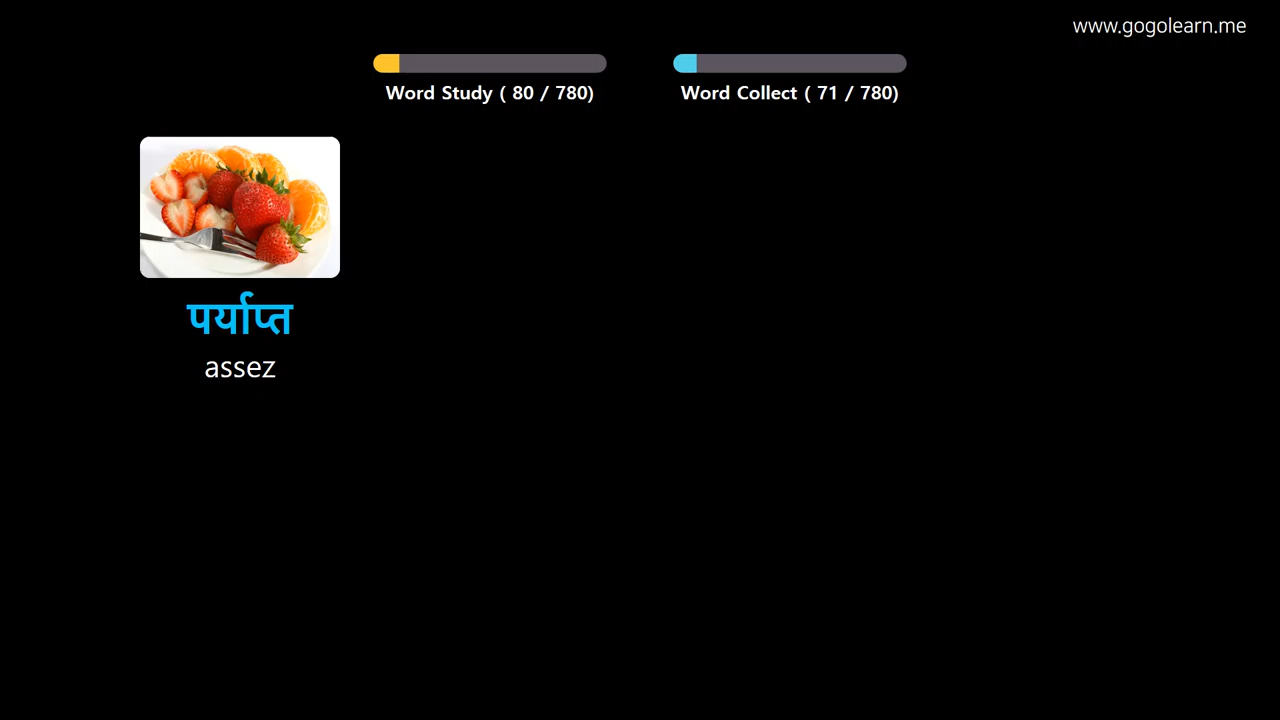 www.gogolearn.me
Word Study ( 80 / 780)
Word Collect ( 71 / 780)
पर्याप्त
assez